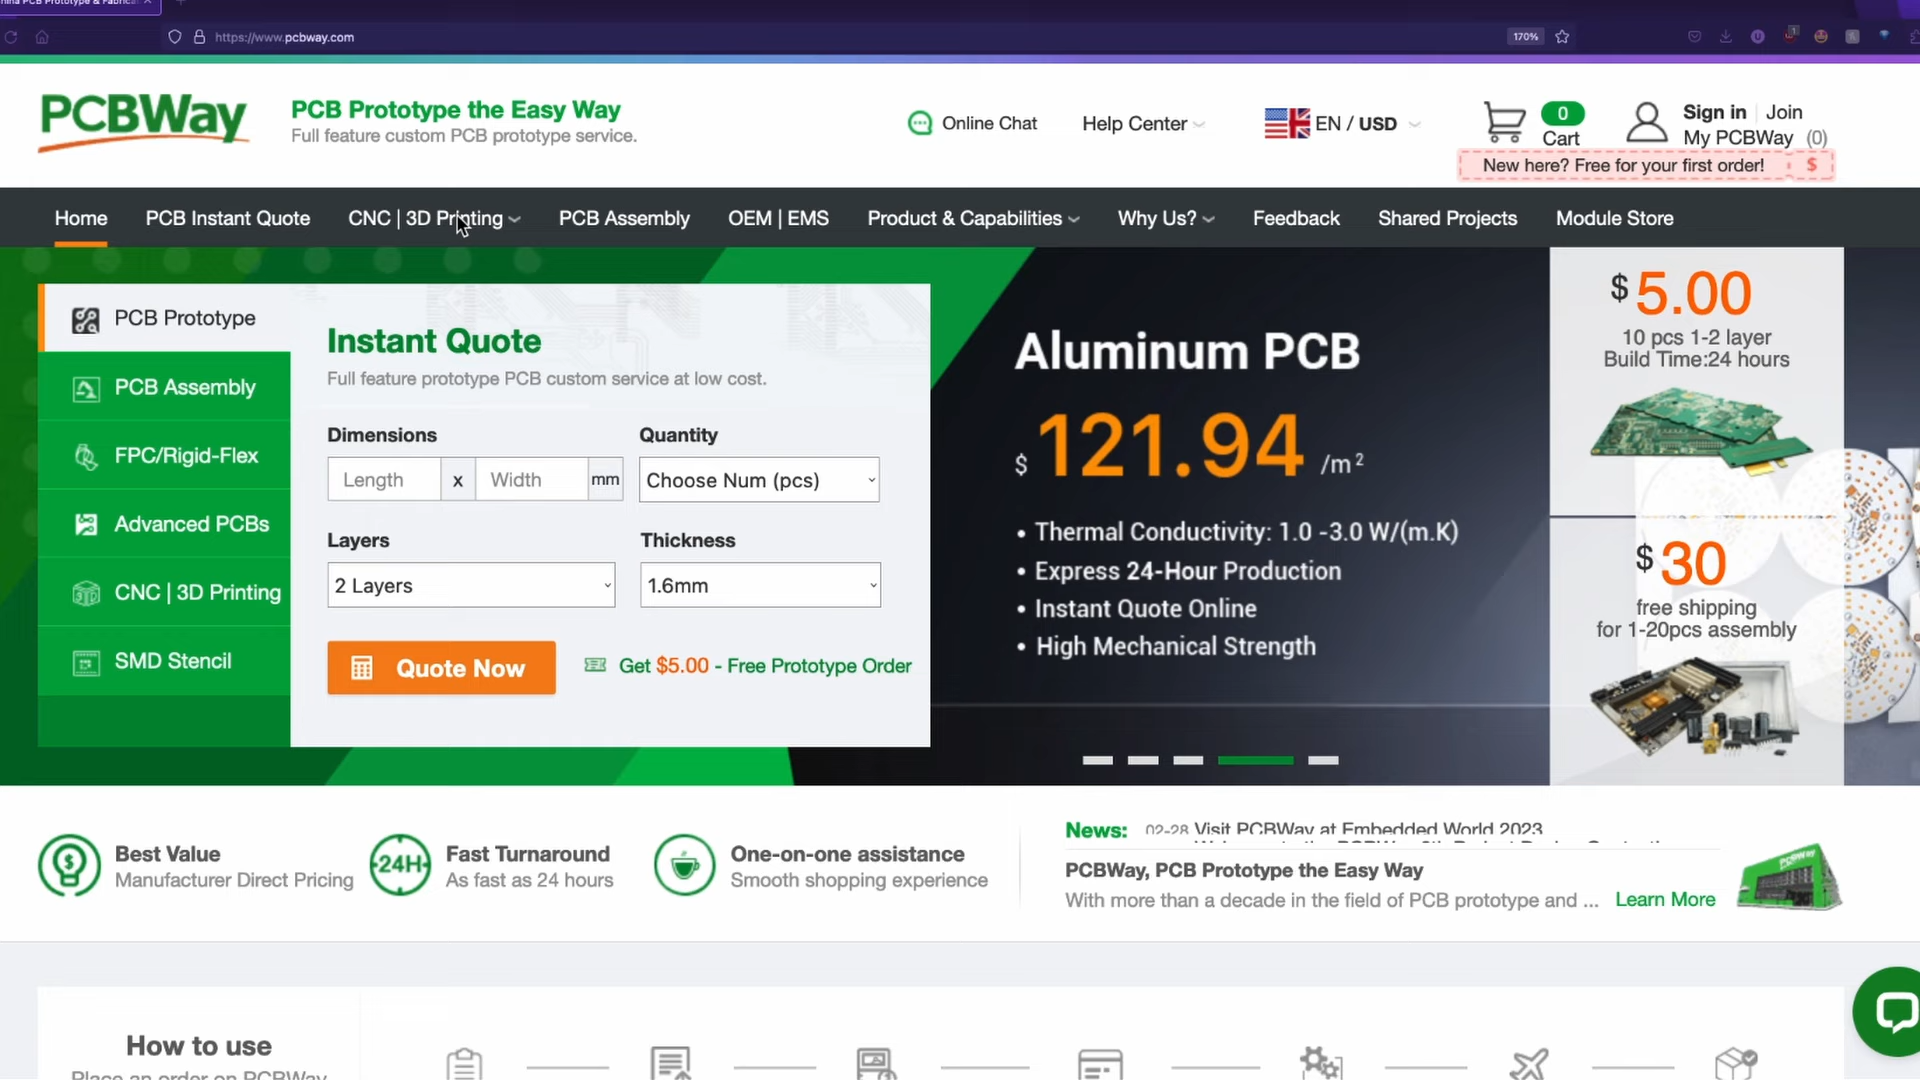 https://www.pcbway.com
170%
PCBWay
PCB Prototype the Easy Way
Full feature custom PCB prototype service.
Online Chat
Help Center
EN / USD
0
Cart
Sign in | Join
My PCBWay (0)
New here? Free for your first order! $
Home
PCB Instant Quote
CNC | 3D Printing
PCB Assembly
OEM | EMS
Product & Capabilities
Why Us?
Feedback
Shared Projects
Module Store
PCB Prototype
PCB Assembly
FPC/Rigid-Flex
Advanced PCBs
CNC | 3D Printing
SMD Stencil
Instant Quote
Full feature prototype PCB custom service at low cost.
Dimensions
Quantity
Length x Width mm
Choose Num (pcs)
Layers
Thickness
2 Layers
1.6mm
Quote Now
Get $5.00 - Free Prototype Order
Aluminum PCB
$ 121.94 /m²
• Thermal Conductivity: 1.0 -3.0 W/(m.K)
• Express 24-Hour Production
• Instant Quote Online
• High Mechanical Strength
$ 5.00
10 pcs 1-2 layer
Build Time:24 hours
$ 30
free shipping
for 1-20pcs assembly
Best Value
Manufacturer Direct Pricing
24H
Fast Turnaround
As fast as 24 hours
One-on-one assistance
Smooth shopping experience
News: 02-28 Visit PCBWay at Embedded World 2023
PCBWay, PCB Prototype the Easy Way
With more than a decade in the field of PCB prototype and ... Learn More
How to use
Place an order on PCBWay